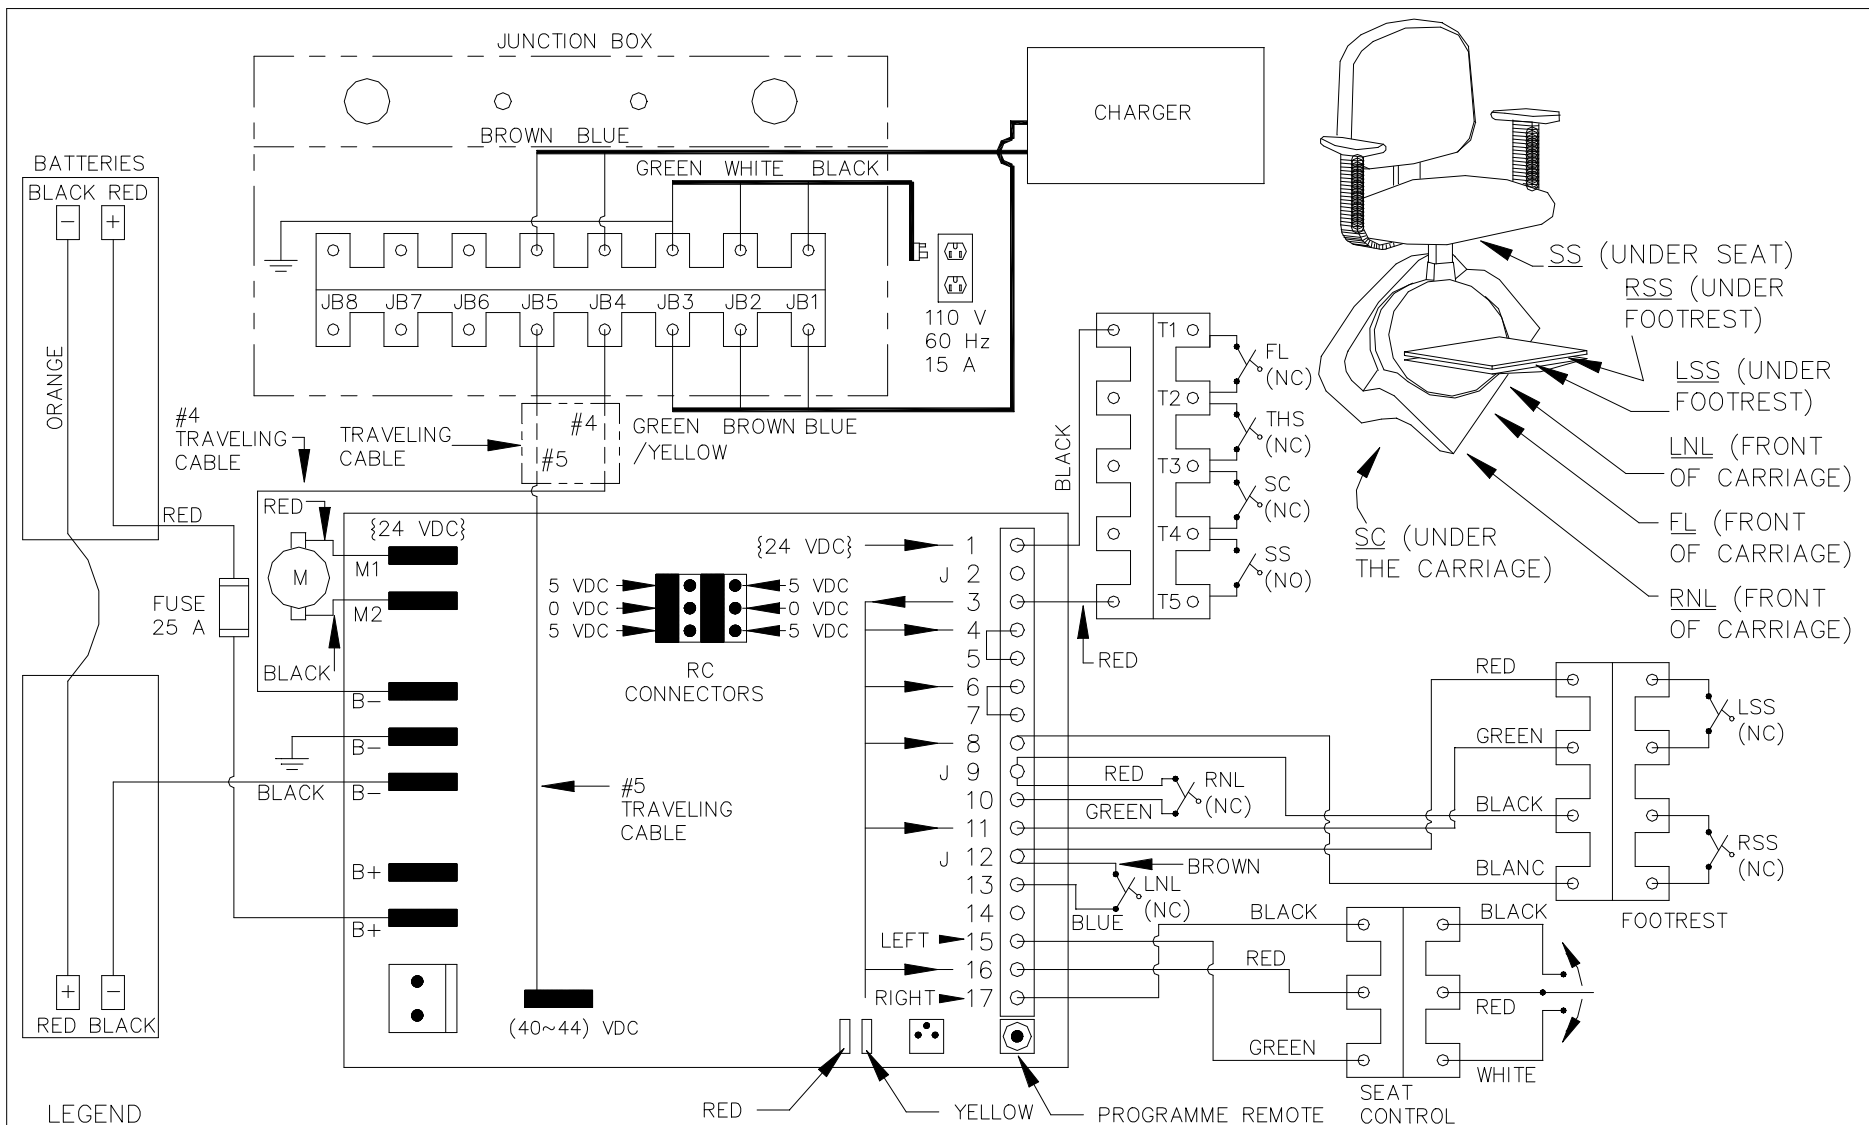 JUNCTION BOX
BROWN BLUE
GREEN WHITE BLACK
CHARGER
BATTERIES
BLACK RED
− +
ORANGE
JB8 JB7 JB6 JB5 JB4 JB3 JB2 JB1
110 V
60 Hz
15 A
#4
TRAVELING
CABLE
TRAVELING
CABLE
#4
#5
GREEN
/YELLOW
BROWN BLUE
RED
FUSE
25 A
RED
M
BLACK
{24 VDC}
M1
M2
B−
B−
BLACK
B−
B+
B+
+ −
RED BLACK
LEGEND
5 VDC 5 VDC
0 VDC 0 VDC
5 VDC 5 VDC
RC
CONNECTORS
#5
TRAVELING
CABLE
(40~44) VDC
{24 VDC} 1
J 2
3
4
5
6
7
8
J 9
10
11
J 12
13
14
LEFT 15
16
RIGHT 17
RED
YELLOW
PROGRAMME REMOTE
BLACK
RED
T1
T2
T3
T4
T5
FL
(NC)
THS
(NC)
SC
(NC)
SS
(NO)
SS (UNDER SEAT)
RSS (UNDER
FOOTREST)
LSS (UNDER
FOOTREST)
LNL (FRONT
OF CARRIAGE)
FL (FRONT
OF CARRIAGE)
RNL (FRONT
OF CARRIAGE)
SC (UNDER
THE CARRIAGE)
RED
GREEN
RNL
(NC)
BROWN
LNL
(NC)
BLUE
RED
GREEN
BLACK
BLANC
LSS
(NC)
RSS
(NC)
FOOTREST
BLACK
RED
GREEN
BLACK
RED
WHITE
SEAT
CONTROL